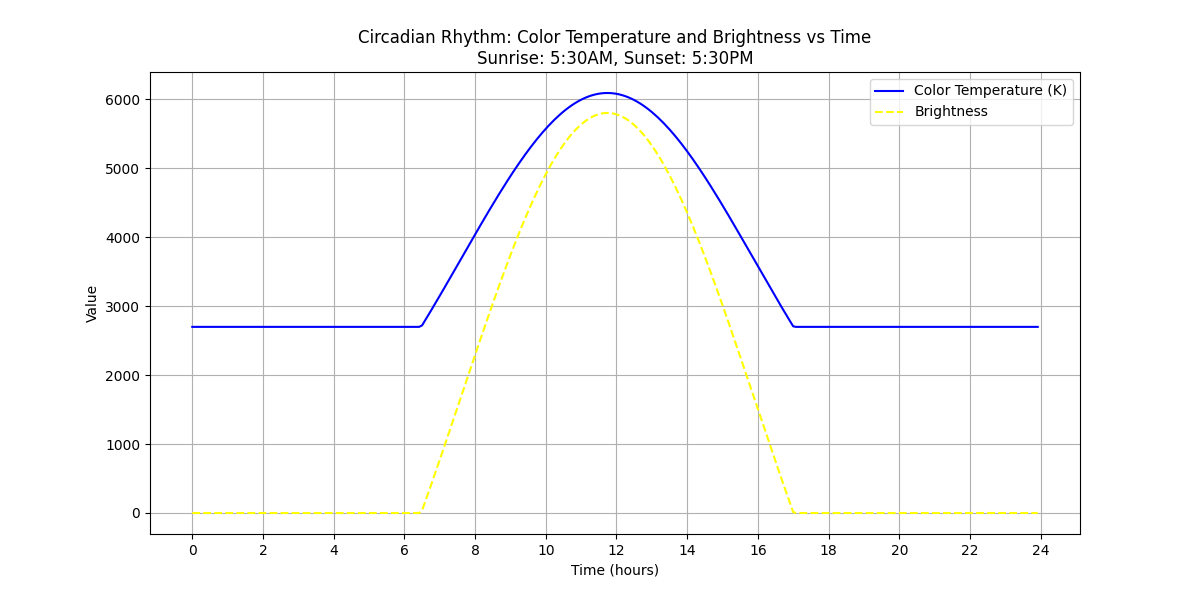 Circadian Rhythm: Color Temperature and Brightness vs Time
Sunrise: 5:30AM, Sunset: 5:30PM
Color Temperature (K)
Brightness
Value
6000
5000
4000
3000
2000
1000
0
0 2 4 6 8 10 12 14 16 18 20 22 24
Time (hours)